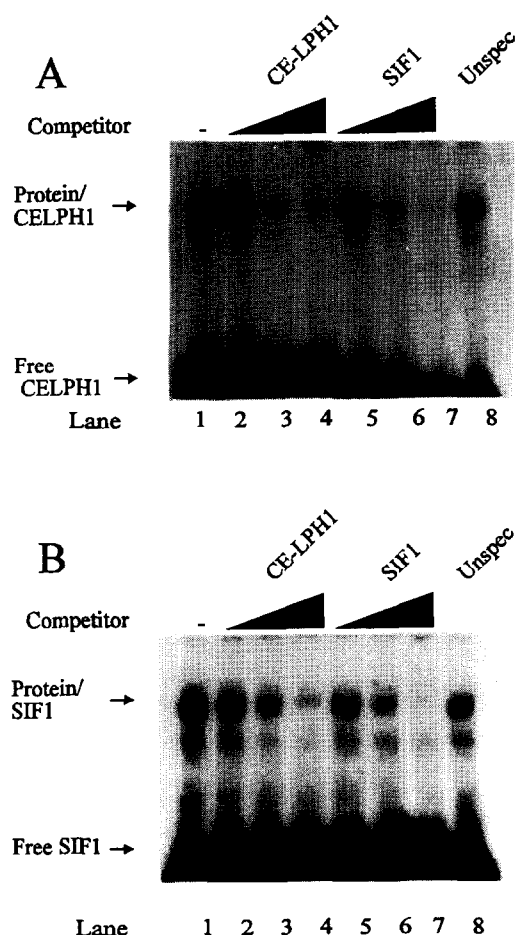 A
CE-LPH1
SIF1
Unspec
Competitor
-
Protein/
CELPH1
Free
CELPH1
Lane 1 2 3 4 5 6 7 8
B
CE-LPH1
SIF1
Unspec
Competitor
-
Protein/
SIF1
Free SIF1
Lane 1 2 3 4 5 6 7 8